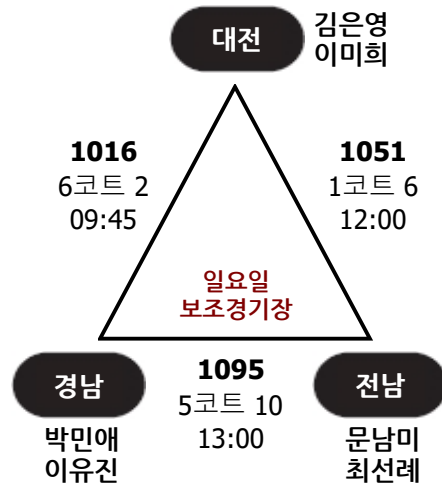 대전
김은영
이미희
1016
6코트 2
09:45
1051
1코트 6
12:00
일요일
보조경기장
경남
박민애
이유진
1095
5코트 10
13:00
전남
문남미
최선례